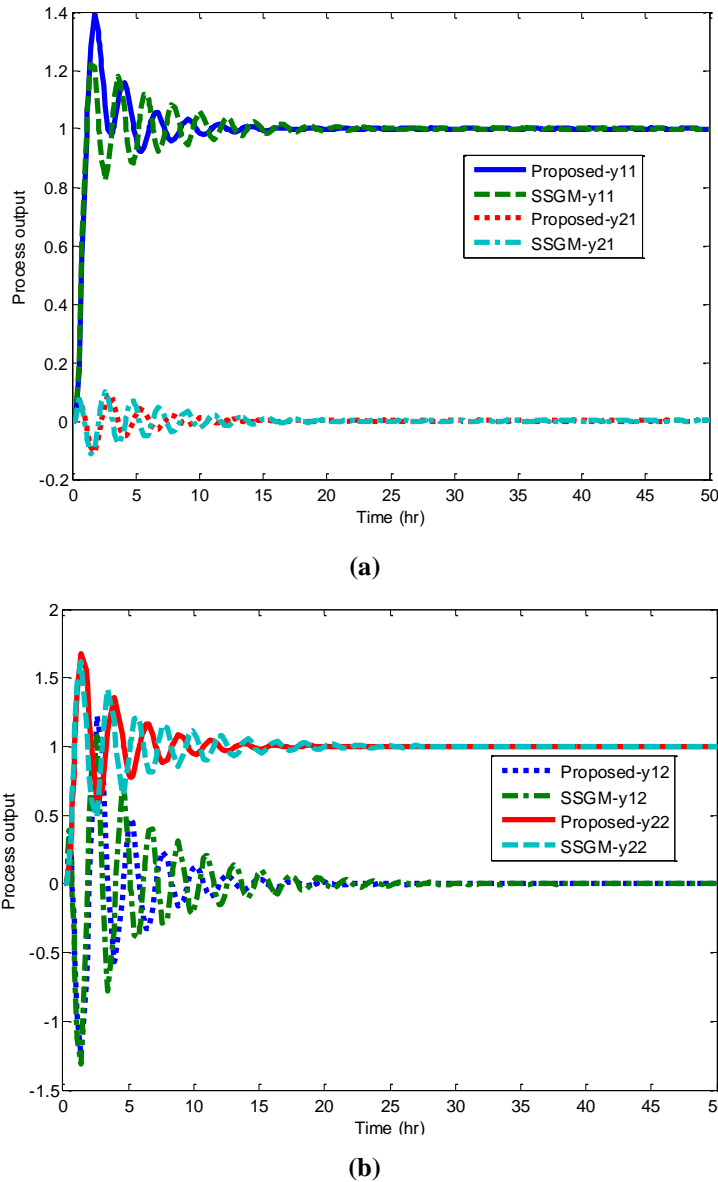 1.4
1.2
1
0.8
0.6
0.4
0.2
0
-0.2
Process output
Proposed-y11
SSGM-y11
Proposed-y21
SSGM-y21
0 5 10 15 20 25 30 35 40 45 50
Time (hr)
(a)
2
1.5
1
0.5
0
-0.5
-1
-1.5
Process output
Proposed-y12
SSGM-y12
Proposed-y22
SSGM-y22
0 5 10 15 20 25 30 35 40 45 50
Time (hr)
(b)